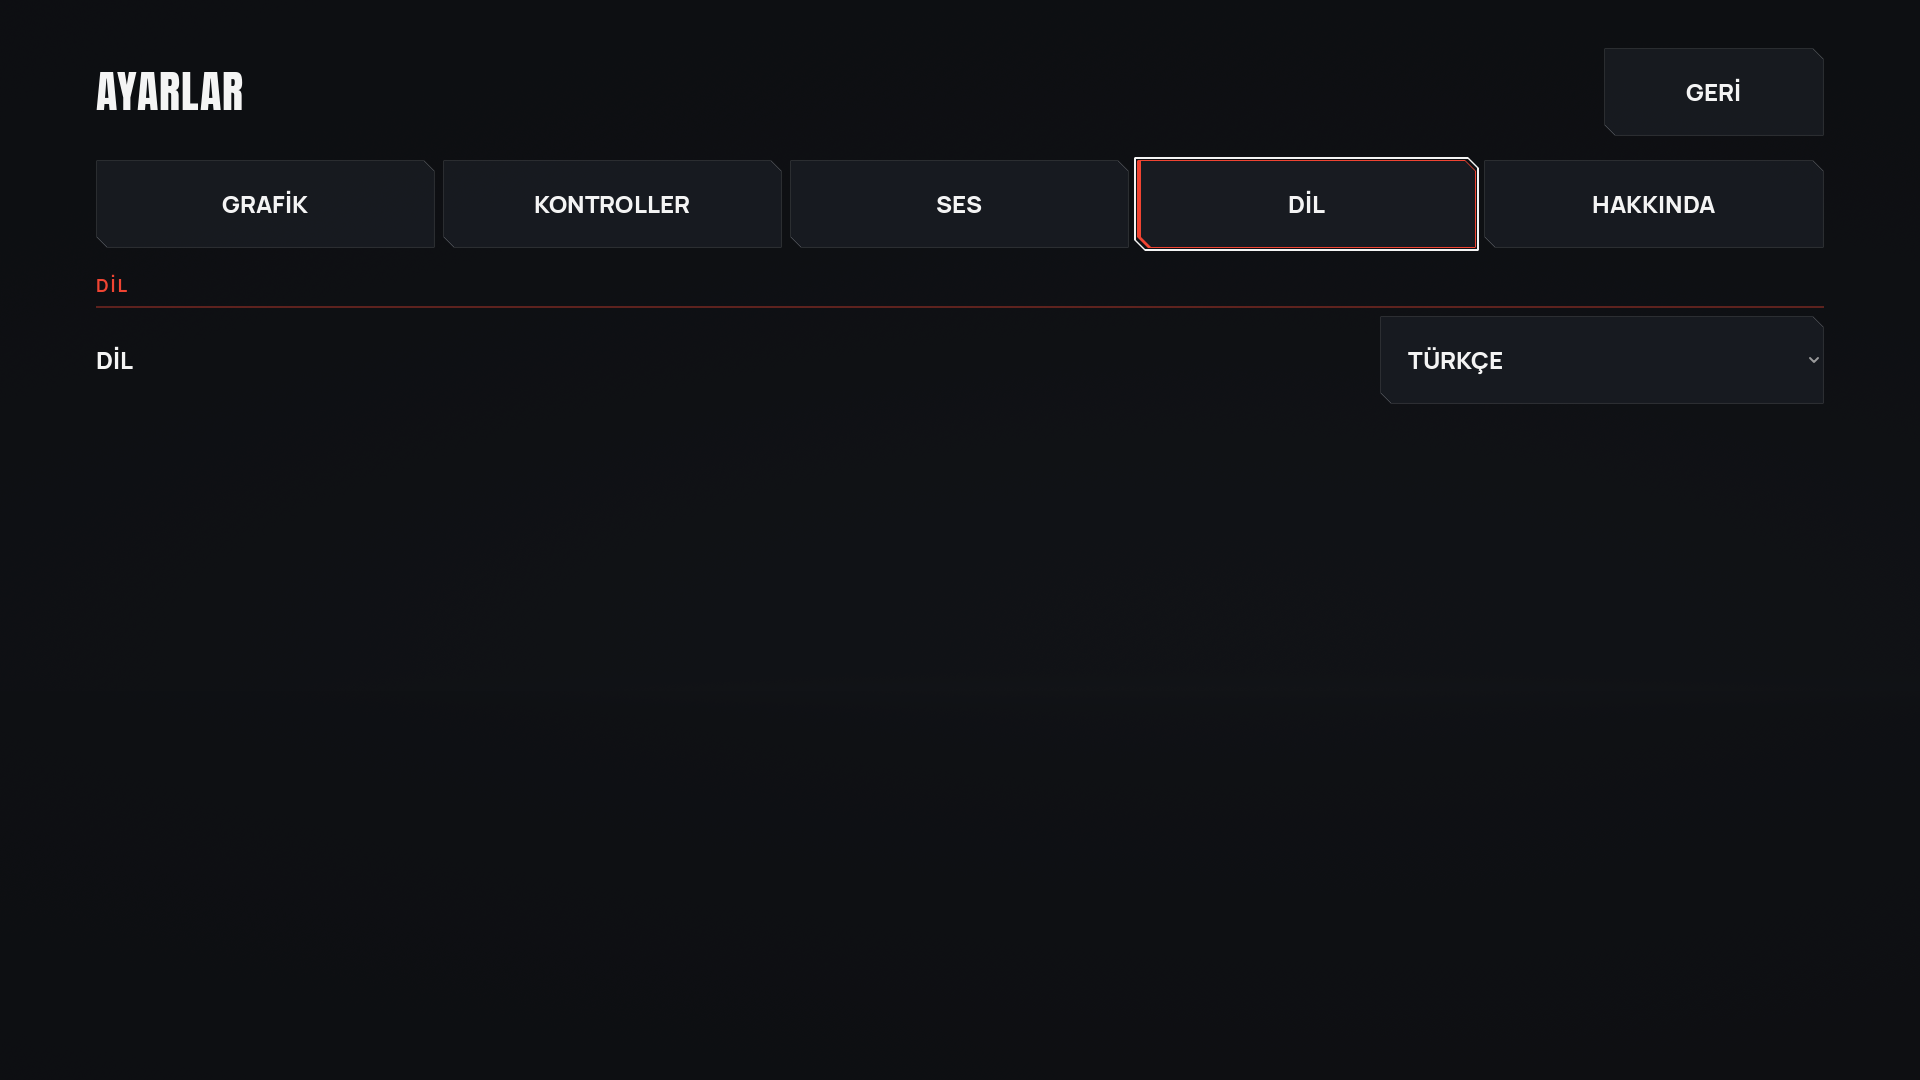 AYARLAR
GERİ
GRAFİK
KONTROLLER
SES
DİL
HAKKINDA
DİL
DİL
TÜRKÇE